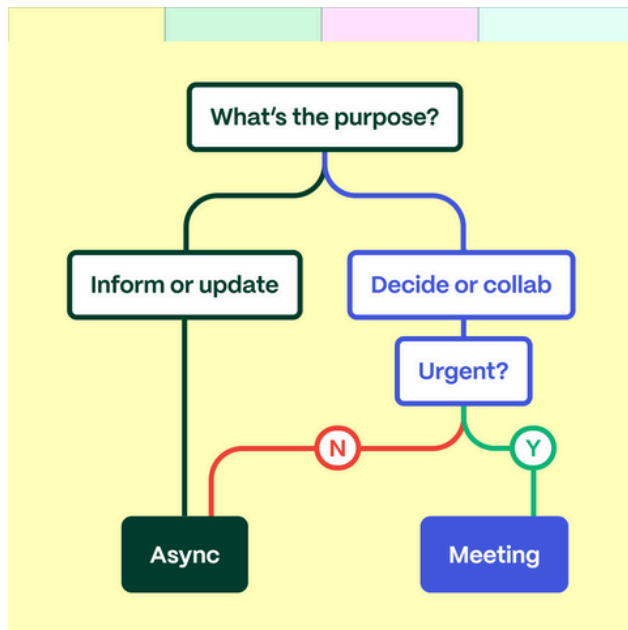 What's the purpose?
Inform or update
Decide or collab
Urgent?
N
Y
Async
Meeting